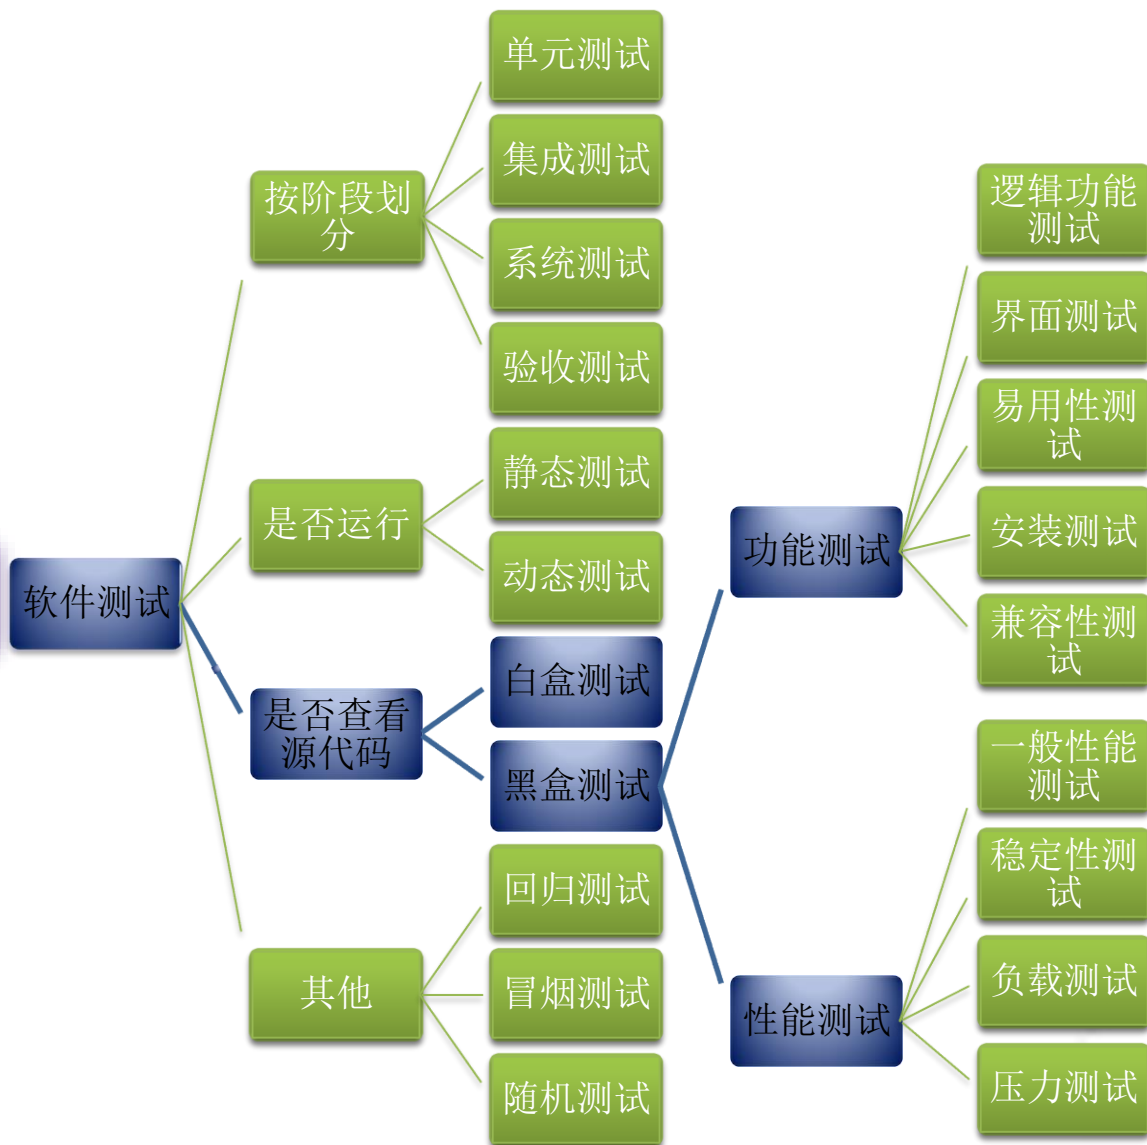 软件测试
按阶段划
分
单元测试
集成测试
系统测试
验收测试
是否运行
静态测试
动态测试
是否查看
源代码
白盒测试
黑盒测试
功能测试
逻辑功能
测试
界面测试
易用性测
试
安装测试
兼容性测
试
性能测试
一般性能
测试
稳定性测
试
负载测试
压力测试
其他
回归测试
冒烟测试
随机测试